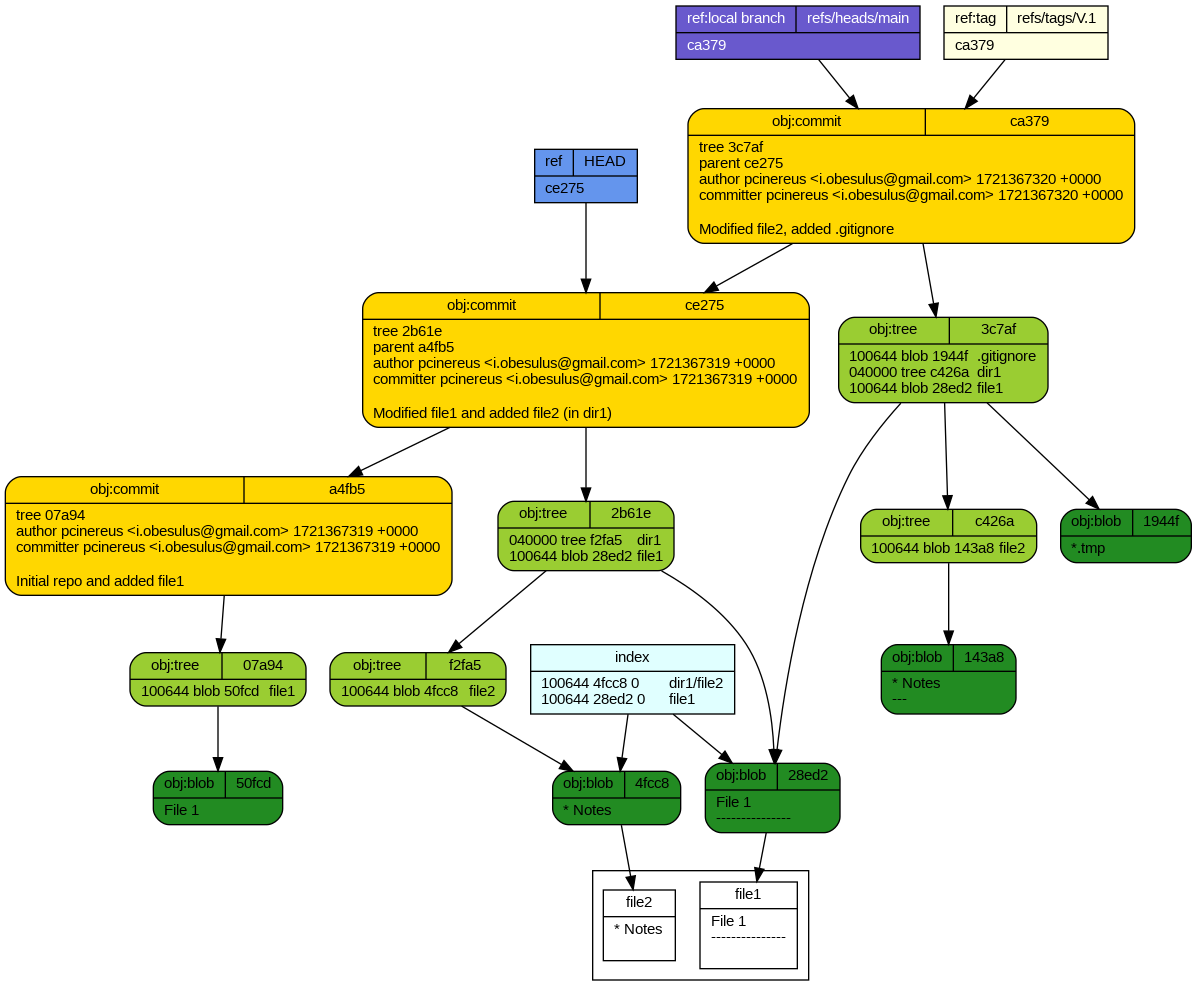 ref:local branch refs/heads/main
ca379
ref:tag refs/tags/V.1
ca379
obj:commit ca379
tree 3c7af
parent ce275
author pcinereus <i.obesulus@gmail.com> 1721367320 +0000
committer pcinereus <i.obesulus@gmail.com> 1721367320 +0000
Modified file2, added .gitignore
ref HEAD
ce275
obj:commit ce275
tree 2b61e
parent a4fb5
author pcinereus <i.obesulus@gmail.com> 1721367319 +0000
committer pcinereus <i.obesulus@gmail.com> 1721367319 +0000
Modified file1 and added file2 (in dir1)
obj:tree 3c7af
100644 blob 1944f .gitignore
040000 tree c426a dir1
100644 blob 28ed2 file1
obj:commit a4fb5
tree 07a94
author pcinereus <i.obesulus@gmail.com> 1721367319 +0000
committer pcinereus <i.obesulus@gmail.com> 1721367319 +0000
Initial repo and added file1
obj:tree 2b61e
040000 tree f2fa5 dir1
100644 blob 28ed2 file1
obj:tree c426a
100644 blob 143a8 file2
obj:blob 1944f
*.tmp
obj:tree 07a94
100644 blob 50fcd file1
obj:tree f2fa5
100644 blob 4fcc8 file2
index
100644 4fcc8 0 dir1/file2
100644 28ed2 0 file1
obj:blob 143a8
* Notes
---
obj:blob 50fcd
File 1
obj:blob 4fcc8
* Notes
obj:blob 28ed2
File 1
---------------
file2
* Notes
file1
File 1
---------------